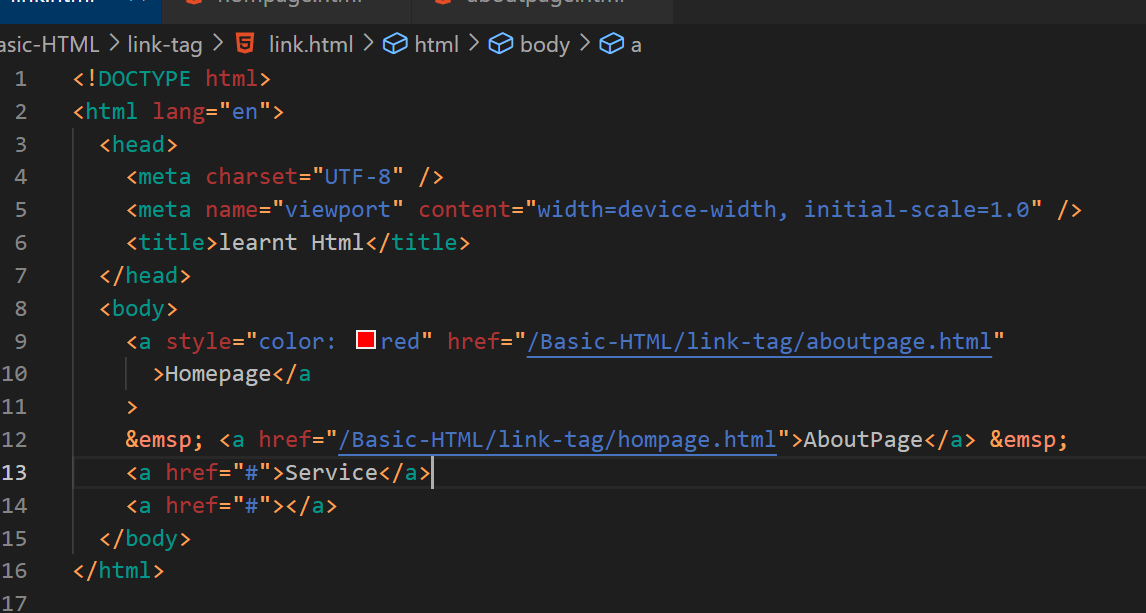 link.html hompage.html aboutpage.html
asic-HTML > link-tag > link.html > html > body > a
1 <!DOCTYPE html>
2 <html lang="en">
3 <head>
4 <meta charset="UTF-8" />
5 <meta name="viewport" content="width=device-width, initial-scale=1.0" />
6 <title>learnt Html</title>
7 </head>
8 <body>
9 <a style="color: red" href="/Basic-HTML/link-tag/aboutpage.html"
10 >Homepage</a
11 >
12 &emsp; <a href="/Basic-HTML/link-tag/hompage.html">AboutPage</a> &emsp;
13 <a href="#">Service</a>
14 <a href="#"></a>
15 </body>
16 </html>
17